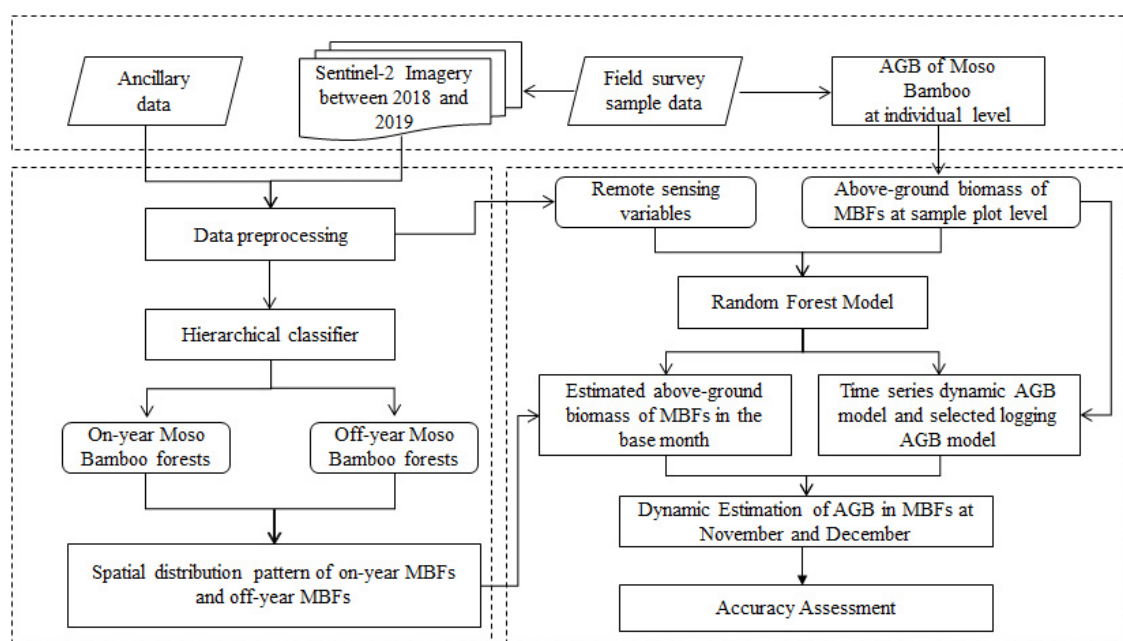 Ancillary
data
Sentinel-2 Imagery
between 2018 and
2019
Field survey
sample data
AGB of Moso
Bamboo
at individual level
Data preprocessing
Hierarchical classifier
On-year Moso
Bamboo forests
Off-year Moso
Bamboo forests
Spatial distribution pattern of on-year MBFs
and off-year MBFs
Remote sensing
variables
Above-ground biomass of
MBFs at sample plot level
Random Forest Model
Estimated above-ground
biomass of MBFs in the
base month
Time series dynamic AGB
model and selected logging
AGB model
Dynamic Estimation of AGB in MBFs at
November and December
Accuracy Assessment